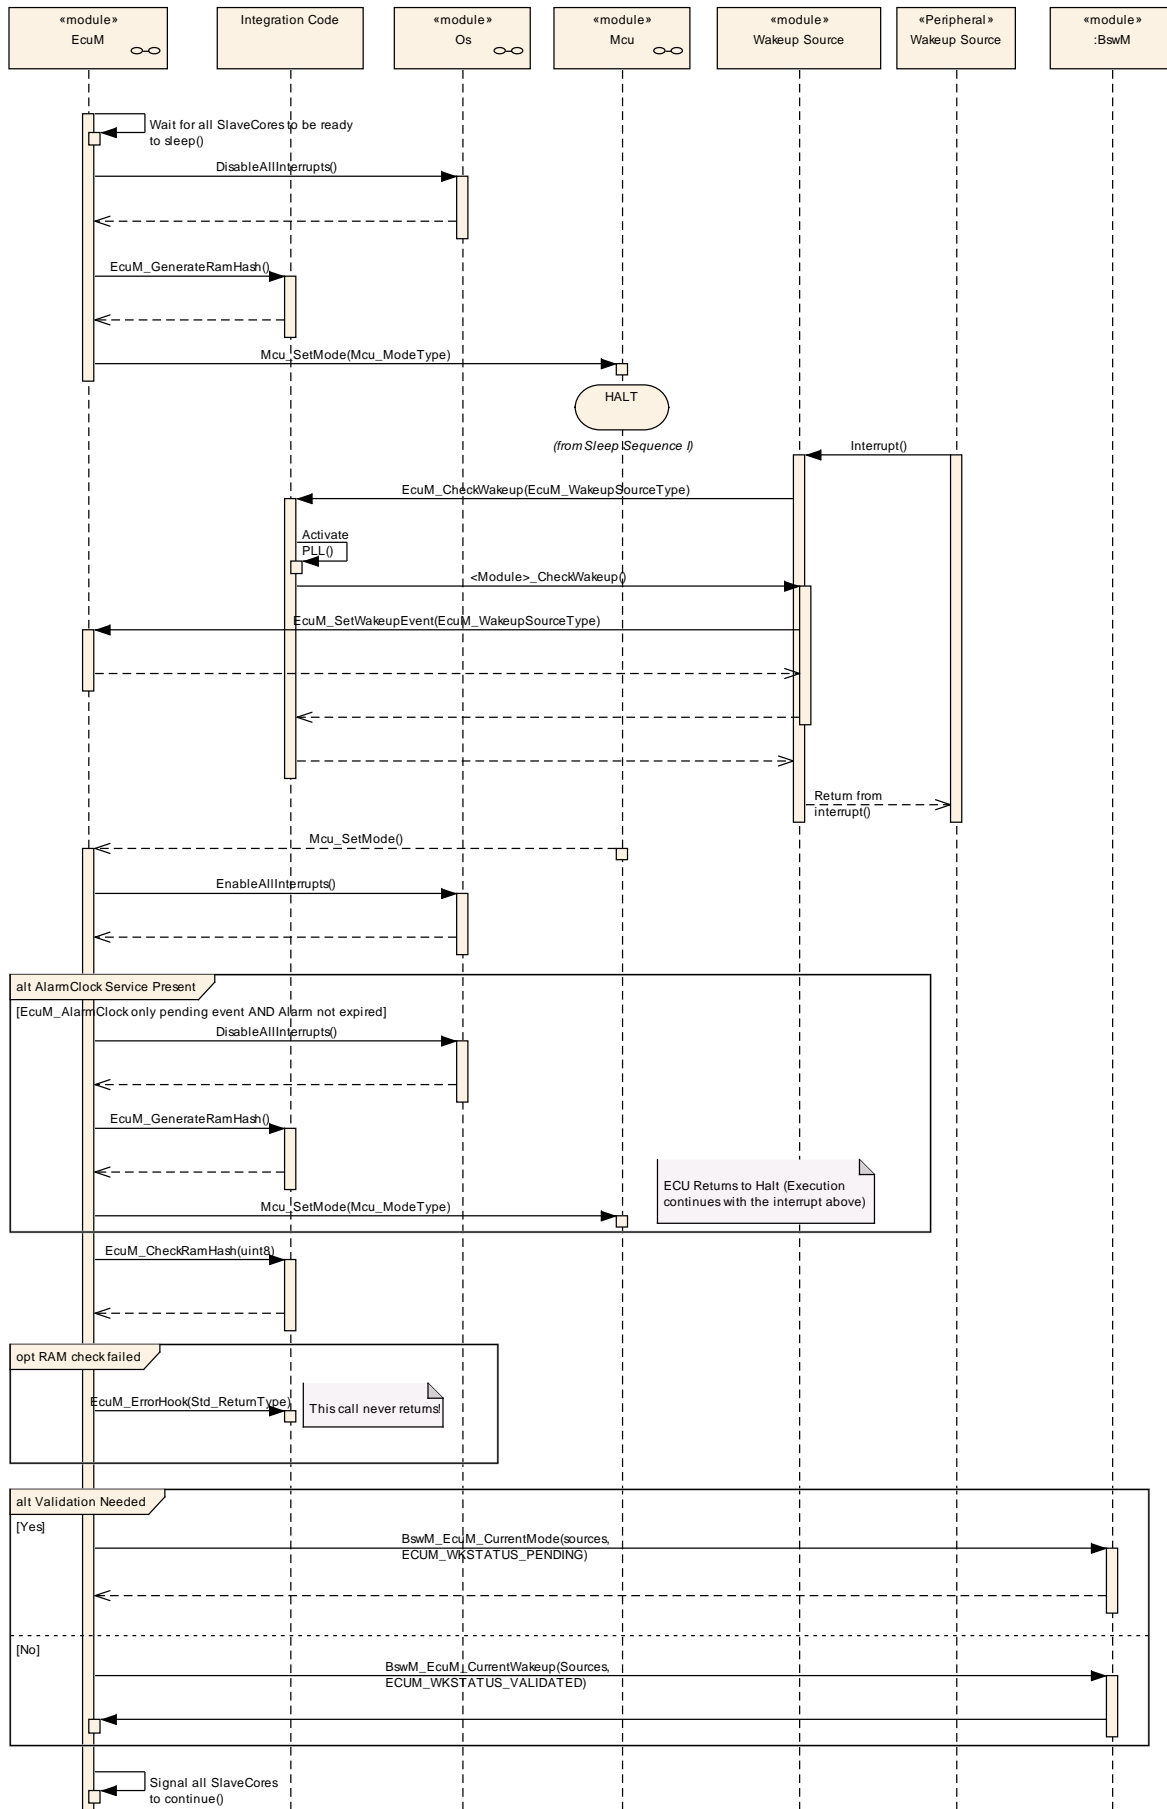 «module»
EcuM
Integration Code
«module»
Os
«module»
Mcu
«module»
Wakeup Source
«Peripheral»
Wakeup Source
«module»
:BswM
Wait for all SlaveCores to be ready
to sleep()
DisableAllInterrupts()
EcuM_GenerateRamHash()
Mcu_SetMode(Mcu_ModeType)
HALT
(from Sleep Sequence I)
Interrupt()
EcuM_CheckWakeup(EcuM_WakeupSourceType)
Activate
PLL()
<Module>_CheckWakeup()
EcuM_SetWakeupEvent(EcuM_WakeupSourceType)
Return from
interrupt()
Mcu_SetMode()
EnableAllInterrupts()
alt AlarmClock Service Present
[EcuM_AlarmClock only pending event AND Alarm not expired]
DisableAllInterrupts()
EcuM_GenerateRamHash()
ECU Returns to Halt (Execution
continues with the interrupt above)
Mcu_SetMode(Mcu_ModeType)
EcuM_CheckRamHash(uint8)
opt RAM check failed
EcuM_ErrorHook(Std_ReturnType)
This call never returns!
alt Validation Needed
[Yes]
BswM_EcuM_CurrentMode(sources,
ECUM_WKSTATUS_PENDING)
[No]
BswM_EcuM_CurrentWakeup(Sources,
ECUM_WKSTATUS_VALIDATED)
Signal all SlaveCores
to continue()